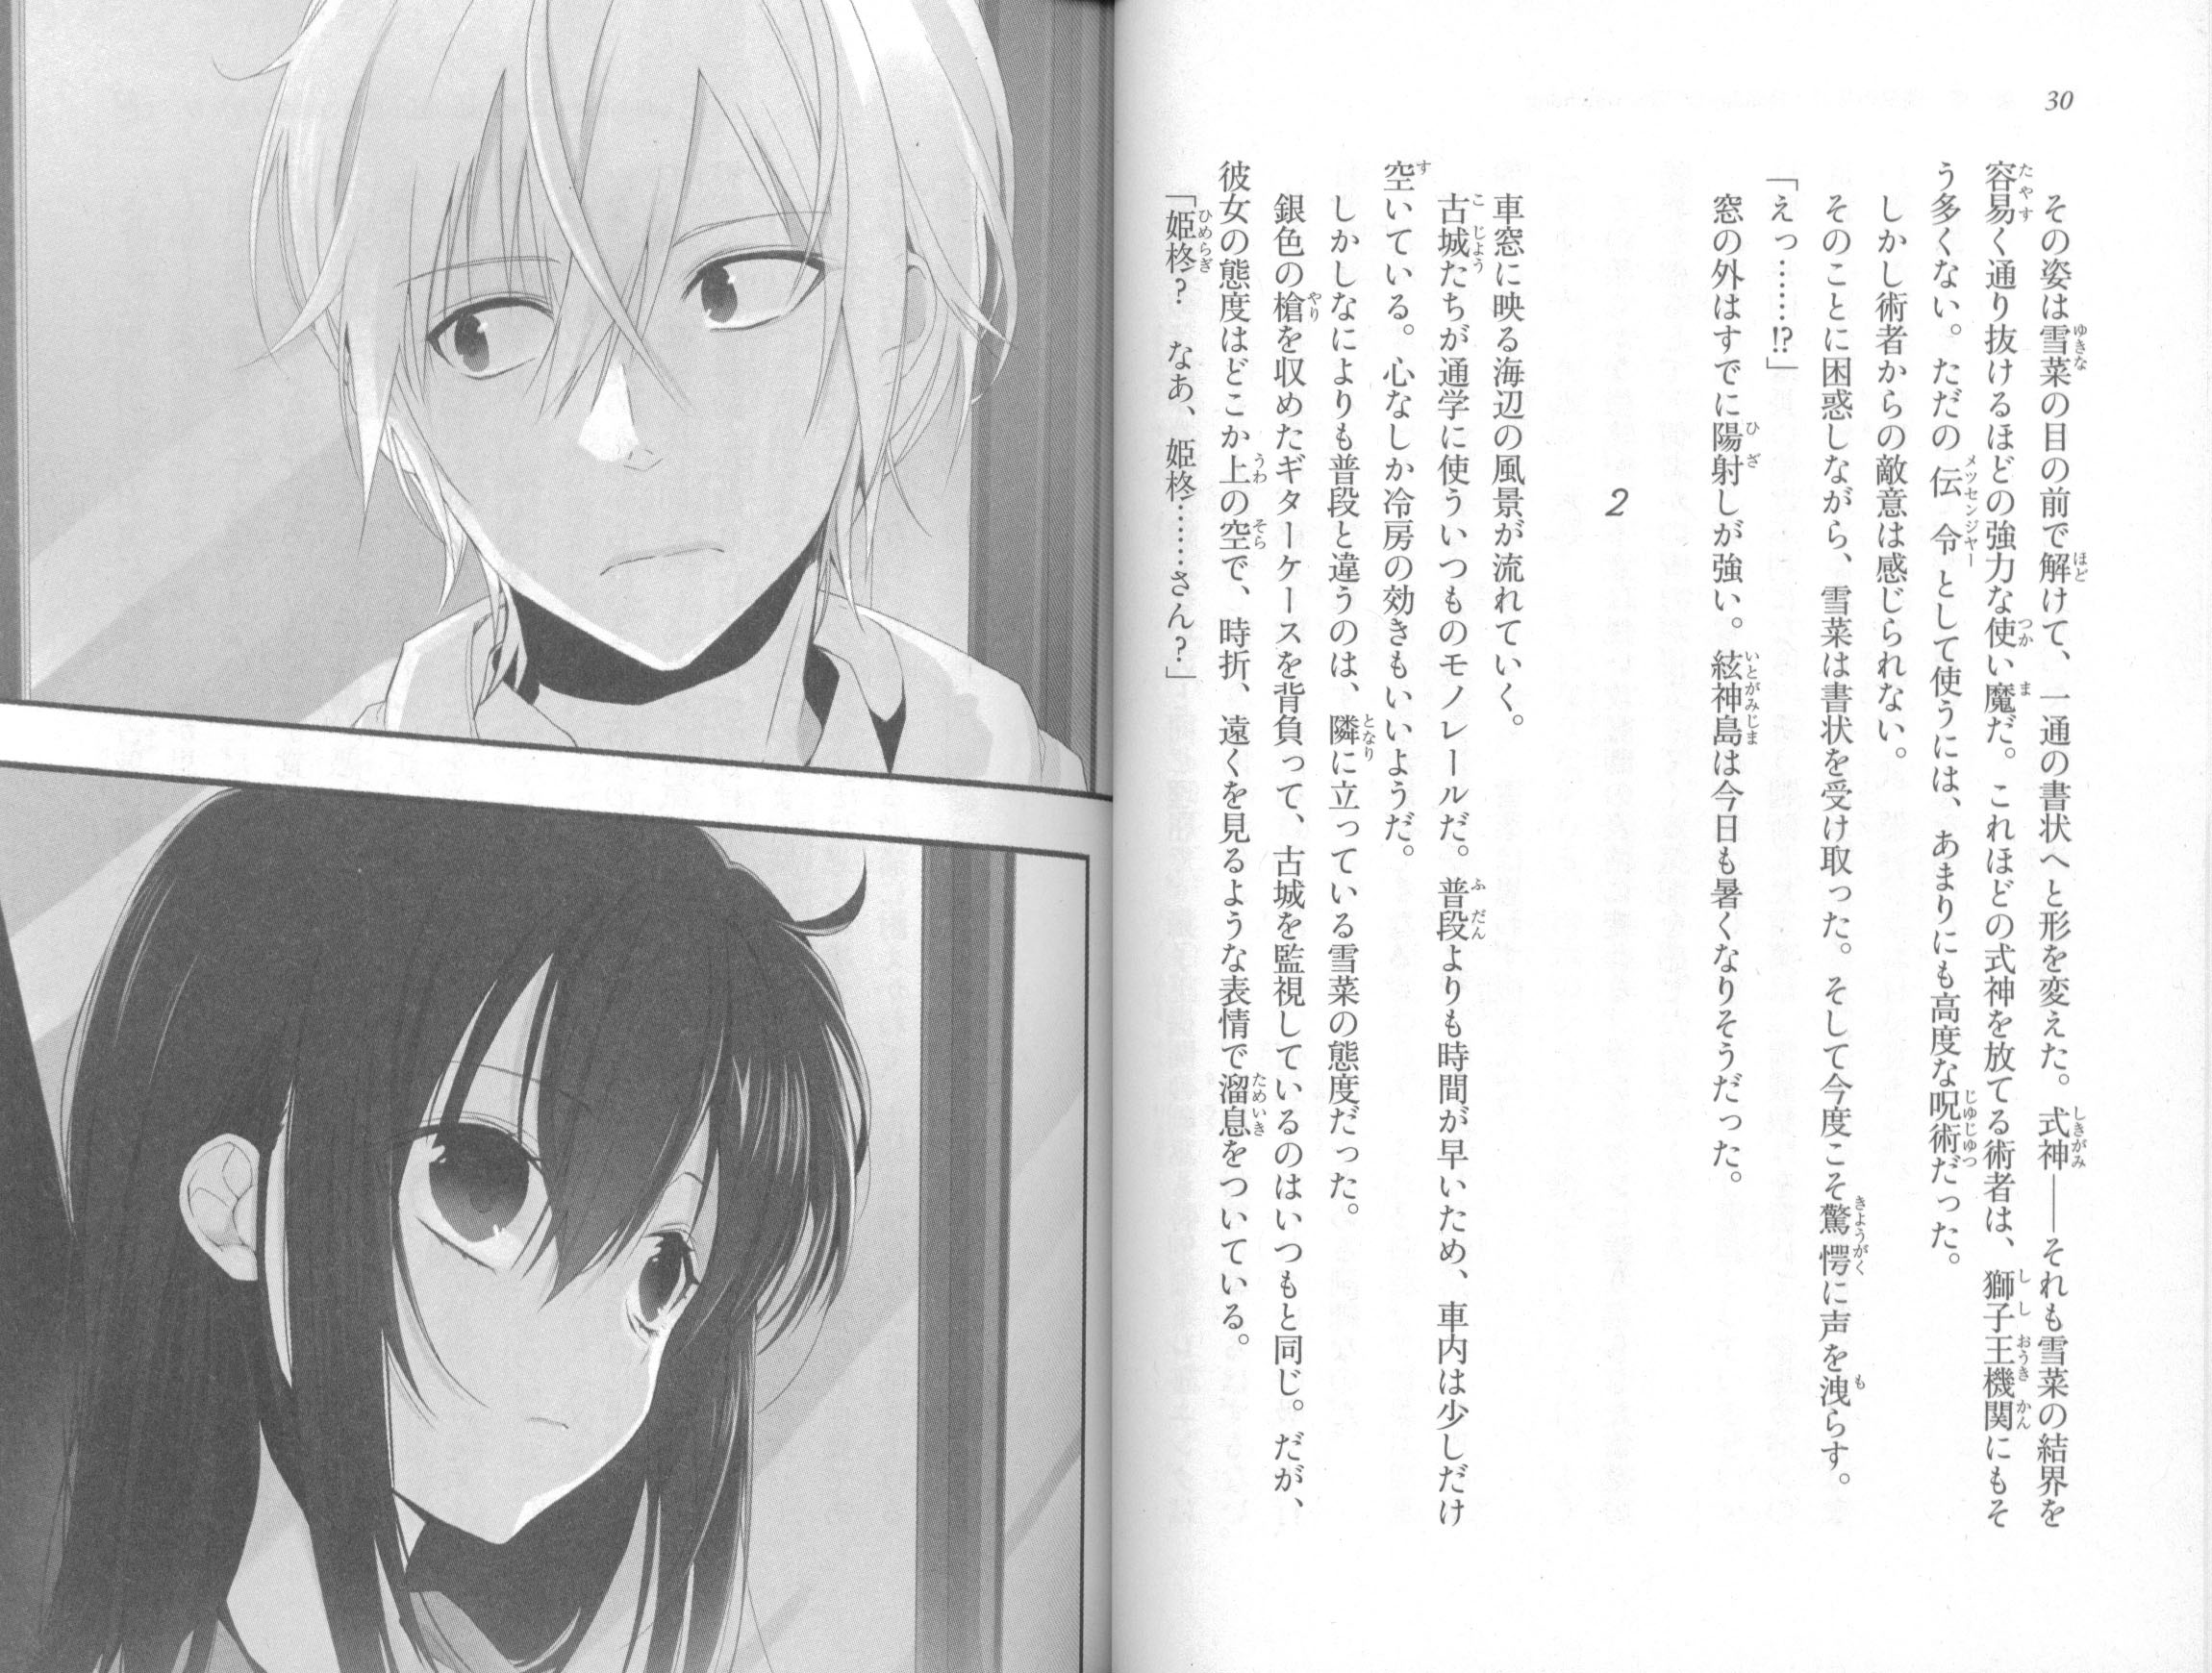 30
その姿は雪菜の目の前で解けて、一通の書状へと形を変えた。式神――それも雪菜の結界を
容易く通り抜けるほどの強力な使い魔だ。これほどの式神を放てる術者は、獅子王機関にもそ
う多くない。ただの伝令として使うには、あまりにも高度な呪術だった。
しかし術者からの敵意は感じられない。
そのことに困惑しながら、雪菜は書状を受け取った。そして今度こそ驚愕に声を洩らす。
「えっ……!?」
窓の外はすでに陽射しが強い。絃神島は今日も暑くなりそうだった。
2
車窓に映る海辺の風景が流れていく。
古城たちが通学に使ういつものモノレールだ。普段よりも時間が早いため、車内は少しだけ
空いている。心なしか冷房の効きもいいようだ。
しかしなによりも普段と違うのは、隣に立っている雪菜の態度だった。
銀色の槍を収めたギターケースを背負って、古城を監視しているのはいつもと同じ。だが、
彼女の態度はどこか上の空で、時折、遠くを見るような表情で溜息をついている。
「姫柊? なあ、姫柊……さん?」